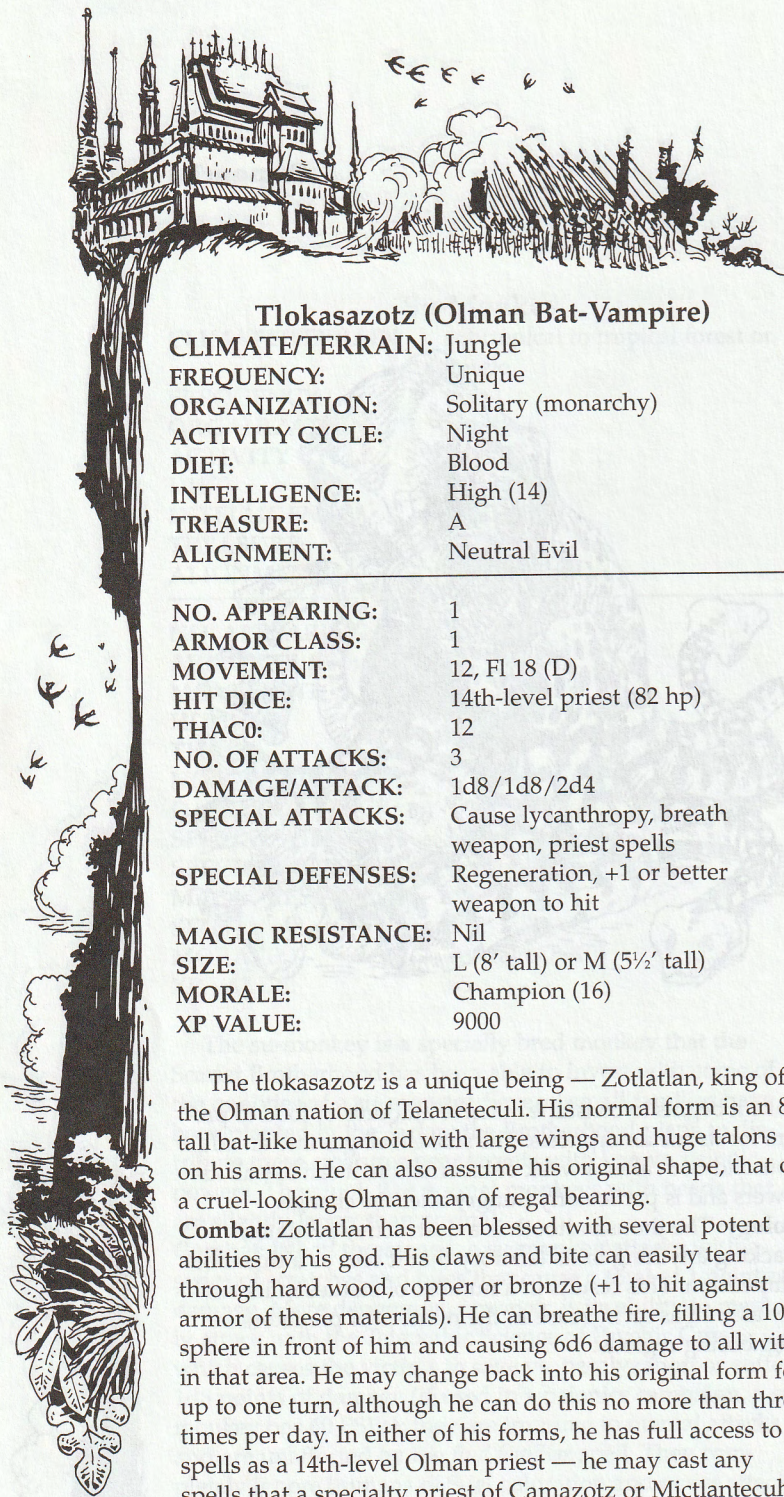 Tlokasazotz (Olman Bat-Vampire)
CLIMATE/TERRAIN: Jungle
FREQUENCY: Unique
ORGANIZATION: Solitary (monarchy)
ACTIVITY CYCLE: Night
DIET: Blood
INTELLIGENCE: High (14)
TREASURE: A
ALIGNMENT: Neutral Evil
NO. APPEARING: 1
ARMOR CLASS: 1
MOVEMENT: 12, Fl 18 (D)
HIT DICE: 14th-level priest (82 hp)
THAC0: 12
NO. OF ATTACKS: 3
DAMAGE/ATTACK: 1d8/1d8/2d4
SPECIAL ATTACKS: Cause lycanthropy, breath
weapon, priest spells
SPECIAL DEFENSES: Regeneration, +1 or better
weapon to hit
MAGIC RESISTANCE: Nil
SIZE: L (8' tall) or M (5½' tall)
MORALE: Champion (16)
XP VALUE: 9000
The tlokasazotz is a unique being — Zotlatlan, king of
the Olman nation of Telaneteculi. His normal form is an 8
tall bat-like humanoid with large wings and huge talons
on his arms. He can also assume his original shape, that
a cruel-looking Olman man of regal bearing.
Combat: Zotlatlan has been blessed with several potent
abilities by his god. His claws and bite can easily tear
through hard wood, copper or bronze (+1 to hit against
armor of these materials). He can breathe fire, filling a 10
sphere in front of him and causing 6d6 damage to all wit
in that area. He may change back into his original form
up to one turn, although he can do this no more than thr
times per day. In either of his forms, he has full access to
spells as a 14th-level Olman priest — he may cast any
spells that a specialty priest of Camazotz or Mictlantecul